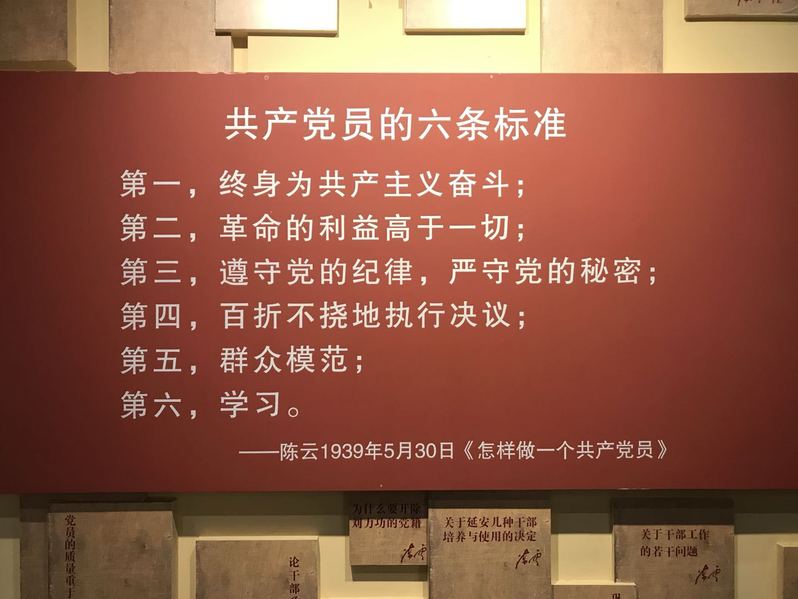 共产党员的六条标准
第一，终身为共产主义奋斗；
第二，革命的利益高于一切；
第三，遵守党的纪律，严守党的秘密；
第四，百折不挠地执行决议；
第五，群众模范；
第六，学习。
——陈云1939年5月30日《怎样做一个共产党员》
党员的质量重于
论干部
为什么要开除
刘力功的党籍
陈云
关于延安几种干部
培养与使用的决定
陈云
关于干部工作
的若干问题
陈云